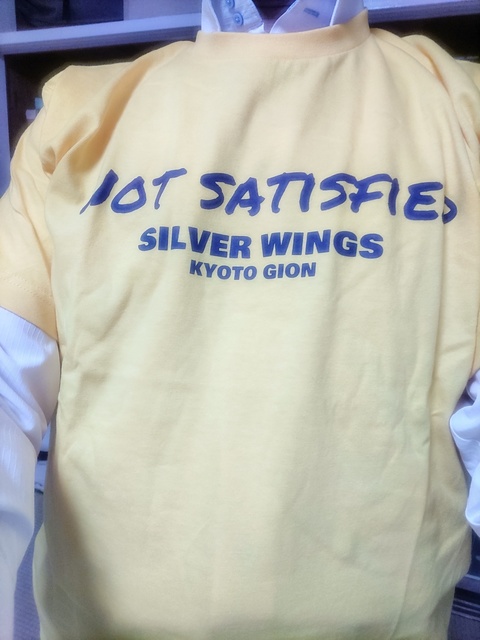 NOT SATISFIED
SILVER WINGS
KYOTO GION